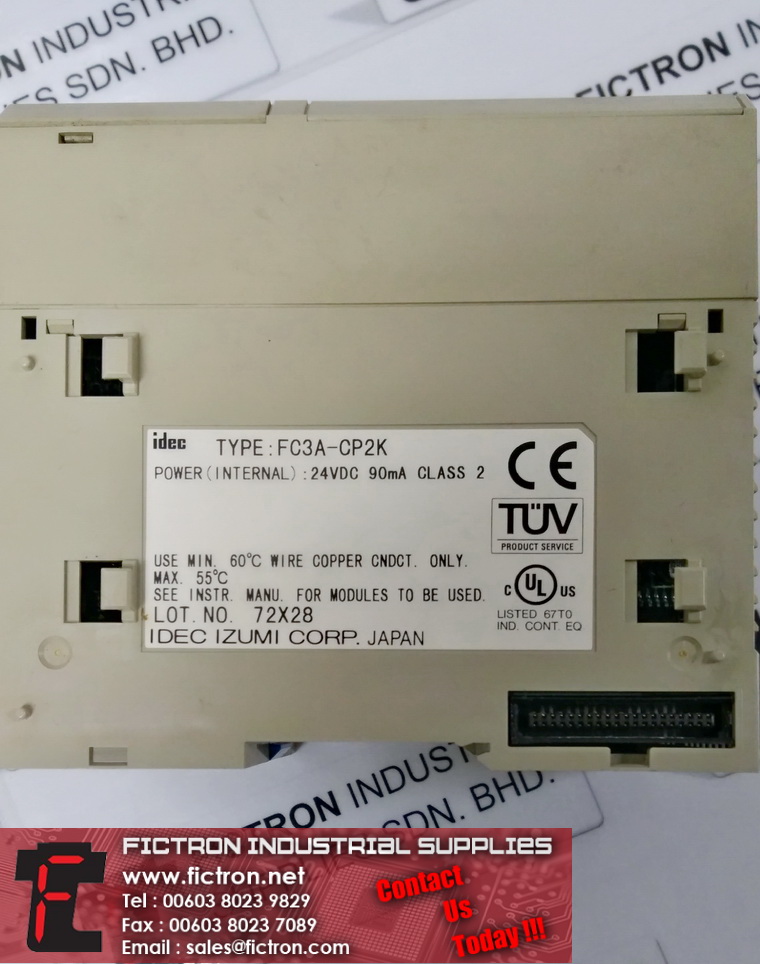 N INDUSTRI
IES SDN. BHD.
FICTRON IN
idec TYPE:FC3A-CP2K
POWER(INTERNAL):24VDC 90mA CLASS 2
CE
TÜV
PRODUCT SERVICE
USE MIN. 60°C WIRE COPPER CNDCT. ONLY.
MAX. 55°C
SEE INSTR. MANU. FOR MODULES TO BE USED.
LOT. NO. 72X28
IDEC IZUMI CORP. JAPAN
C UL US
LISTED 67T0
IND. CONT. EQ
TRON INDUST
SDN. BHD.
FICTRON INDUSTRIAL SUPPLIES
www.fictron.net
Tel : 00603 8023 9829
Fax : 00603 8023 7089
Email : sales@fictron.com
Contact
Us
Today !!!